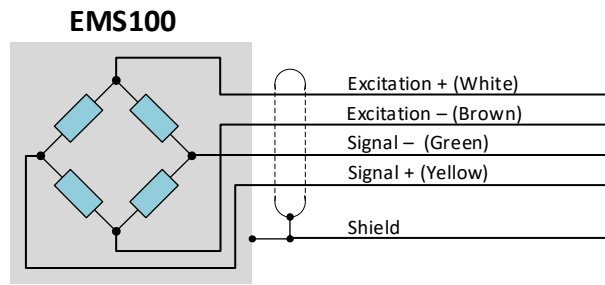 EMS100
Excitation + (White)
Excitation – (Brown)
Signal – (Green)
Signal + (Yellow)
Shield